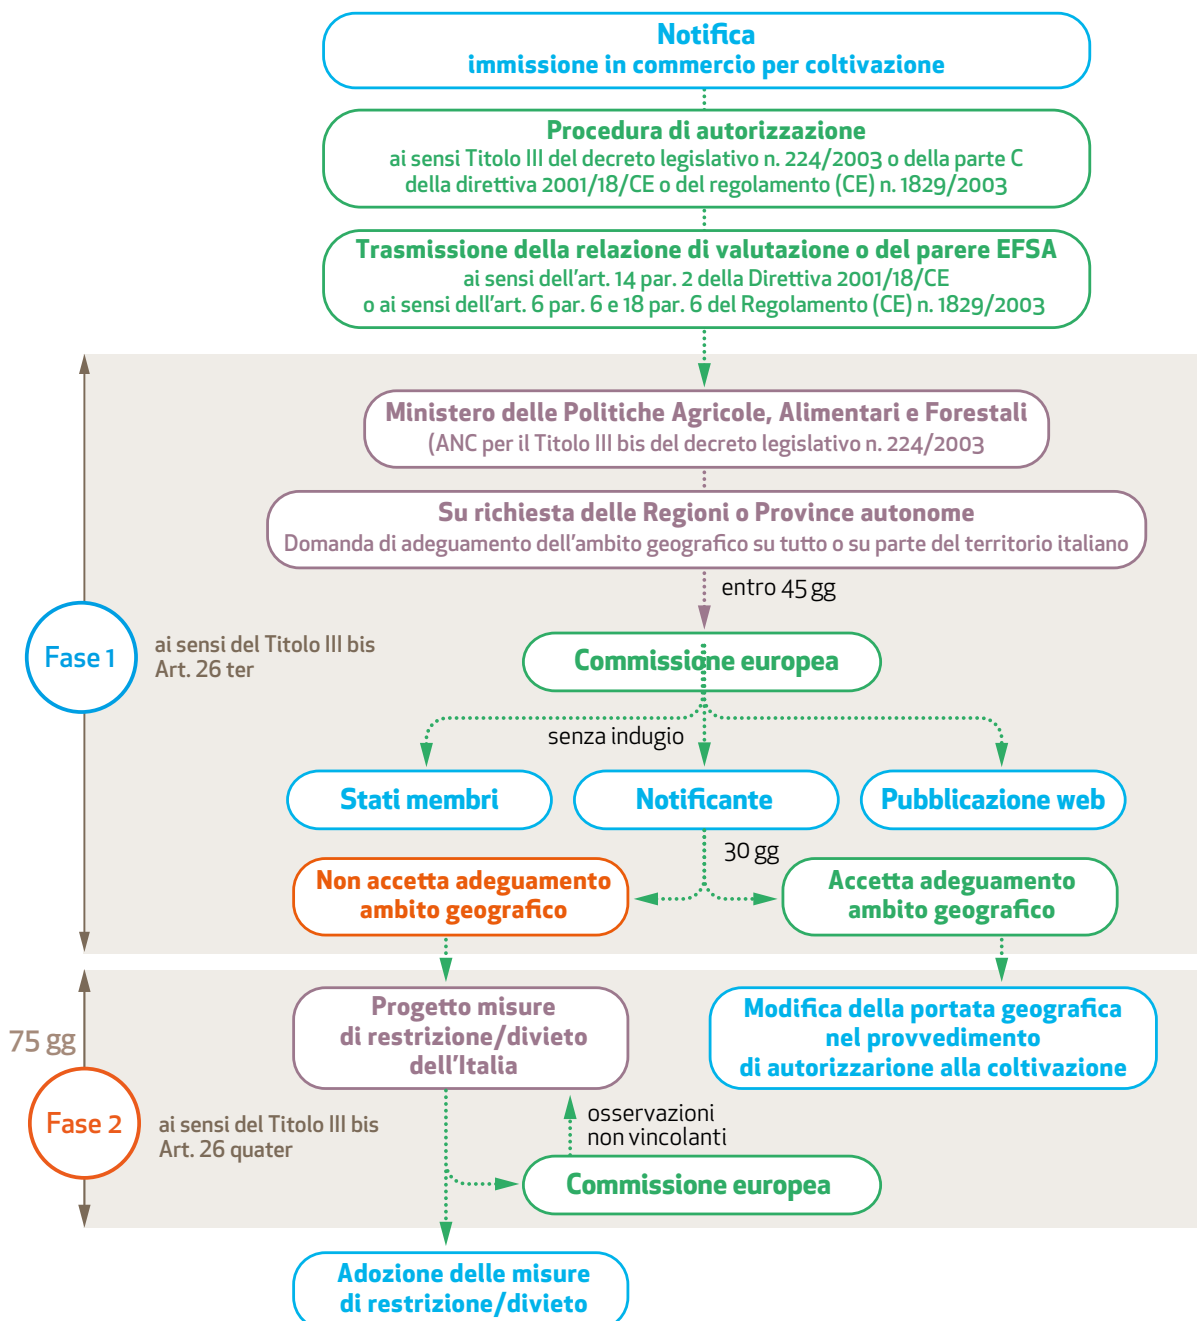 Notifica
immissione in commercio per coltivazione
Procedura di autorizzazione
ai sensi Titolo III del decreto legislativo n. 224/2003 o della parte C
della direttiva 2001/18/CE o del regolamento (CE) n. 1829/2003
Trasmissione della relazione di valutazione o del parere EFSA
ai sensi dell'art. 14 par. 2 della Direttiva 2001/18/CE
o ai sensi dell'art. 6 par. 6 e 18 par. 6 del Regolamento (CE) n. 1829/2003
Ministero delle Politiche Agricole, Alimentari e Forestali
(ANC per il Titolo III bis del decreto legislativo n. 224/2003
Su richiesta delle Regioni o Province autonome
Domanda di adeguamento dell'ambito geografico su tutto o su parte del territorio italiano
entro 45 gg
Fase 1
ai sensi del Titolo III bis
Art. 26 ter
Commissione europea
senza indugio
Stati membri
Notificante
Pubblicazione web
30 gg
Non accetta adeguamento
ambito geografico
Accetta adeguamento
ambito geografico
75 gg
Fase 2
ai sensi del Titolo III bis
Art. 26 quater
Progetto misure
di restrizione/divieto
dell'Italia
Modifica della portata geografica
nel provvedimento
di autorizzarione alla coltivazione
osservazioni
non vincolanti
Commissione europea
Adozione delle misure
di restrizione/divieto